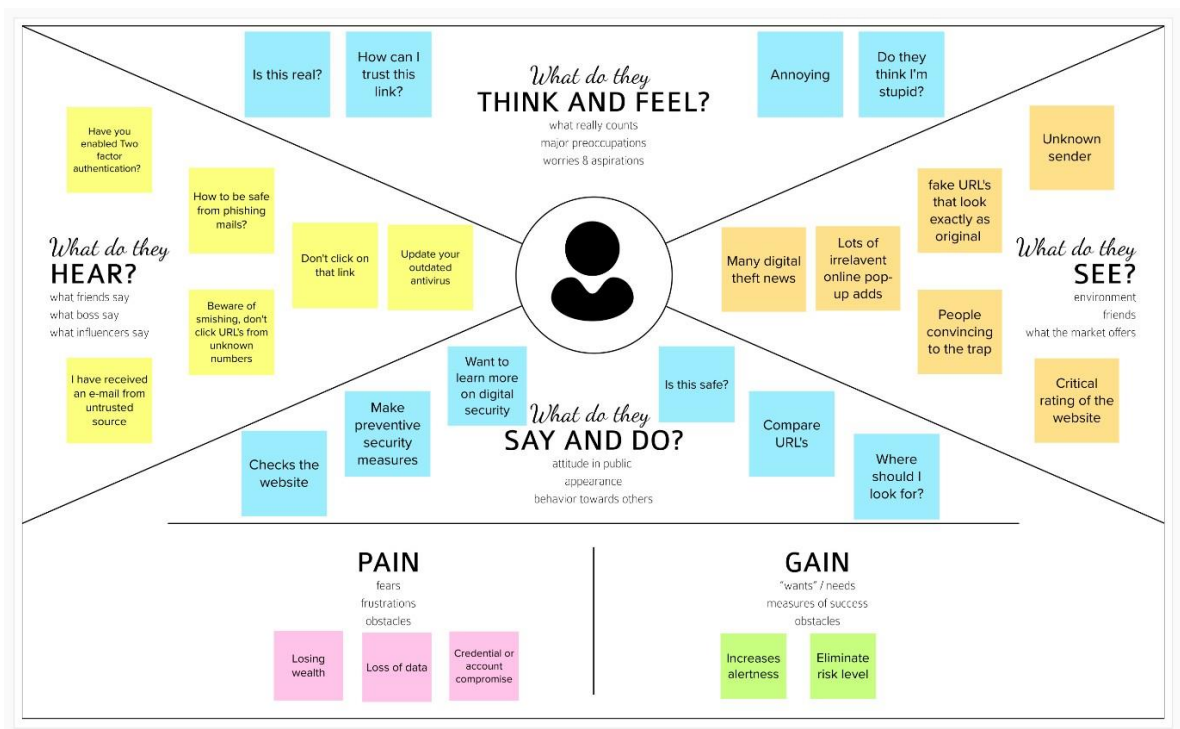 Is this real?
How can I
trust this
link?
What do they
THINK AND FEEL?
what really counts
major preoccupations
worries & aspirations
Annoying
Do they
think I'm
stupid?
Have you
enabled Two
factor
authentication?
How to be safe
from phishing
mails?
Don't click on
that link
Update your
outdated
antivirus
What do they
HEAR?
what friends say
what boss say
what influencers say
Beware of
smishing, don't
click URL's from
unknown
numbers
I have received
an e-mail from
untrusted
source
Unknown
sender
fake URL's
that look
exactly as
original
Many digital
theft news
Lots of
irrelavent
online pop-
up adds
What do they
SEE?
environment
friends
what the market offers
People
convincing
to the trap
Critical
rating of the
website
Want to
learn more
on digital
security
Make
preventive
security
measures
Checks the
website
What do they
SAY AND DO?
attitude in public
appearance
behavior towards others
Is this safe?
Compare
URL's
Where
should I
look for?
PAIN
fears
frustrations
obstacles
Losing
wealth
Loss of data
Credential or
account
compromise
GAIN
"wants" / needs
measures of success
obstacles
Increases
alertness
Eliminate
risk level